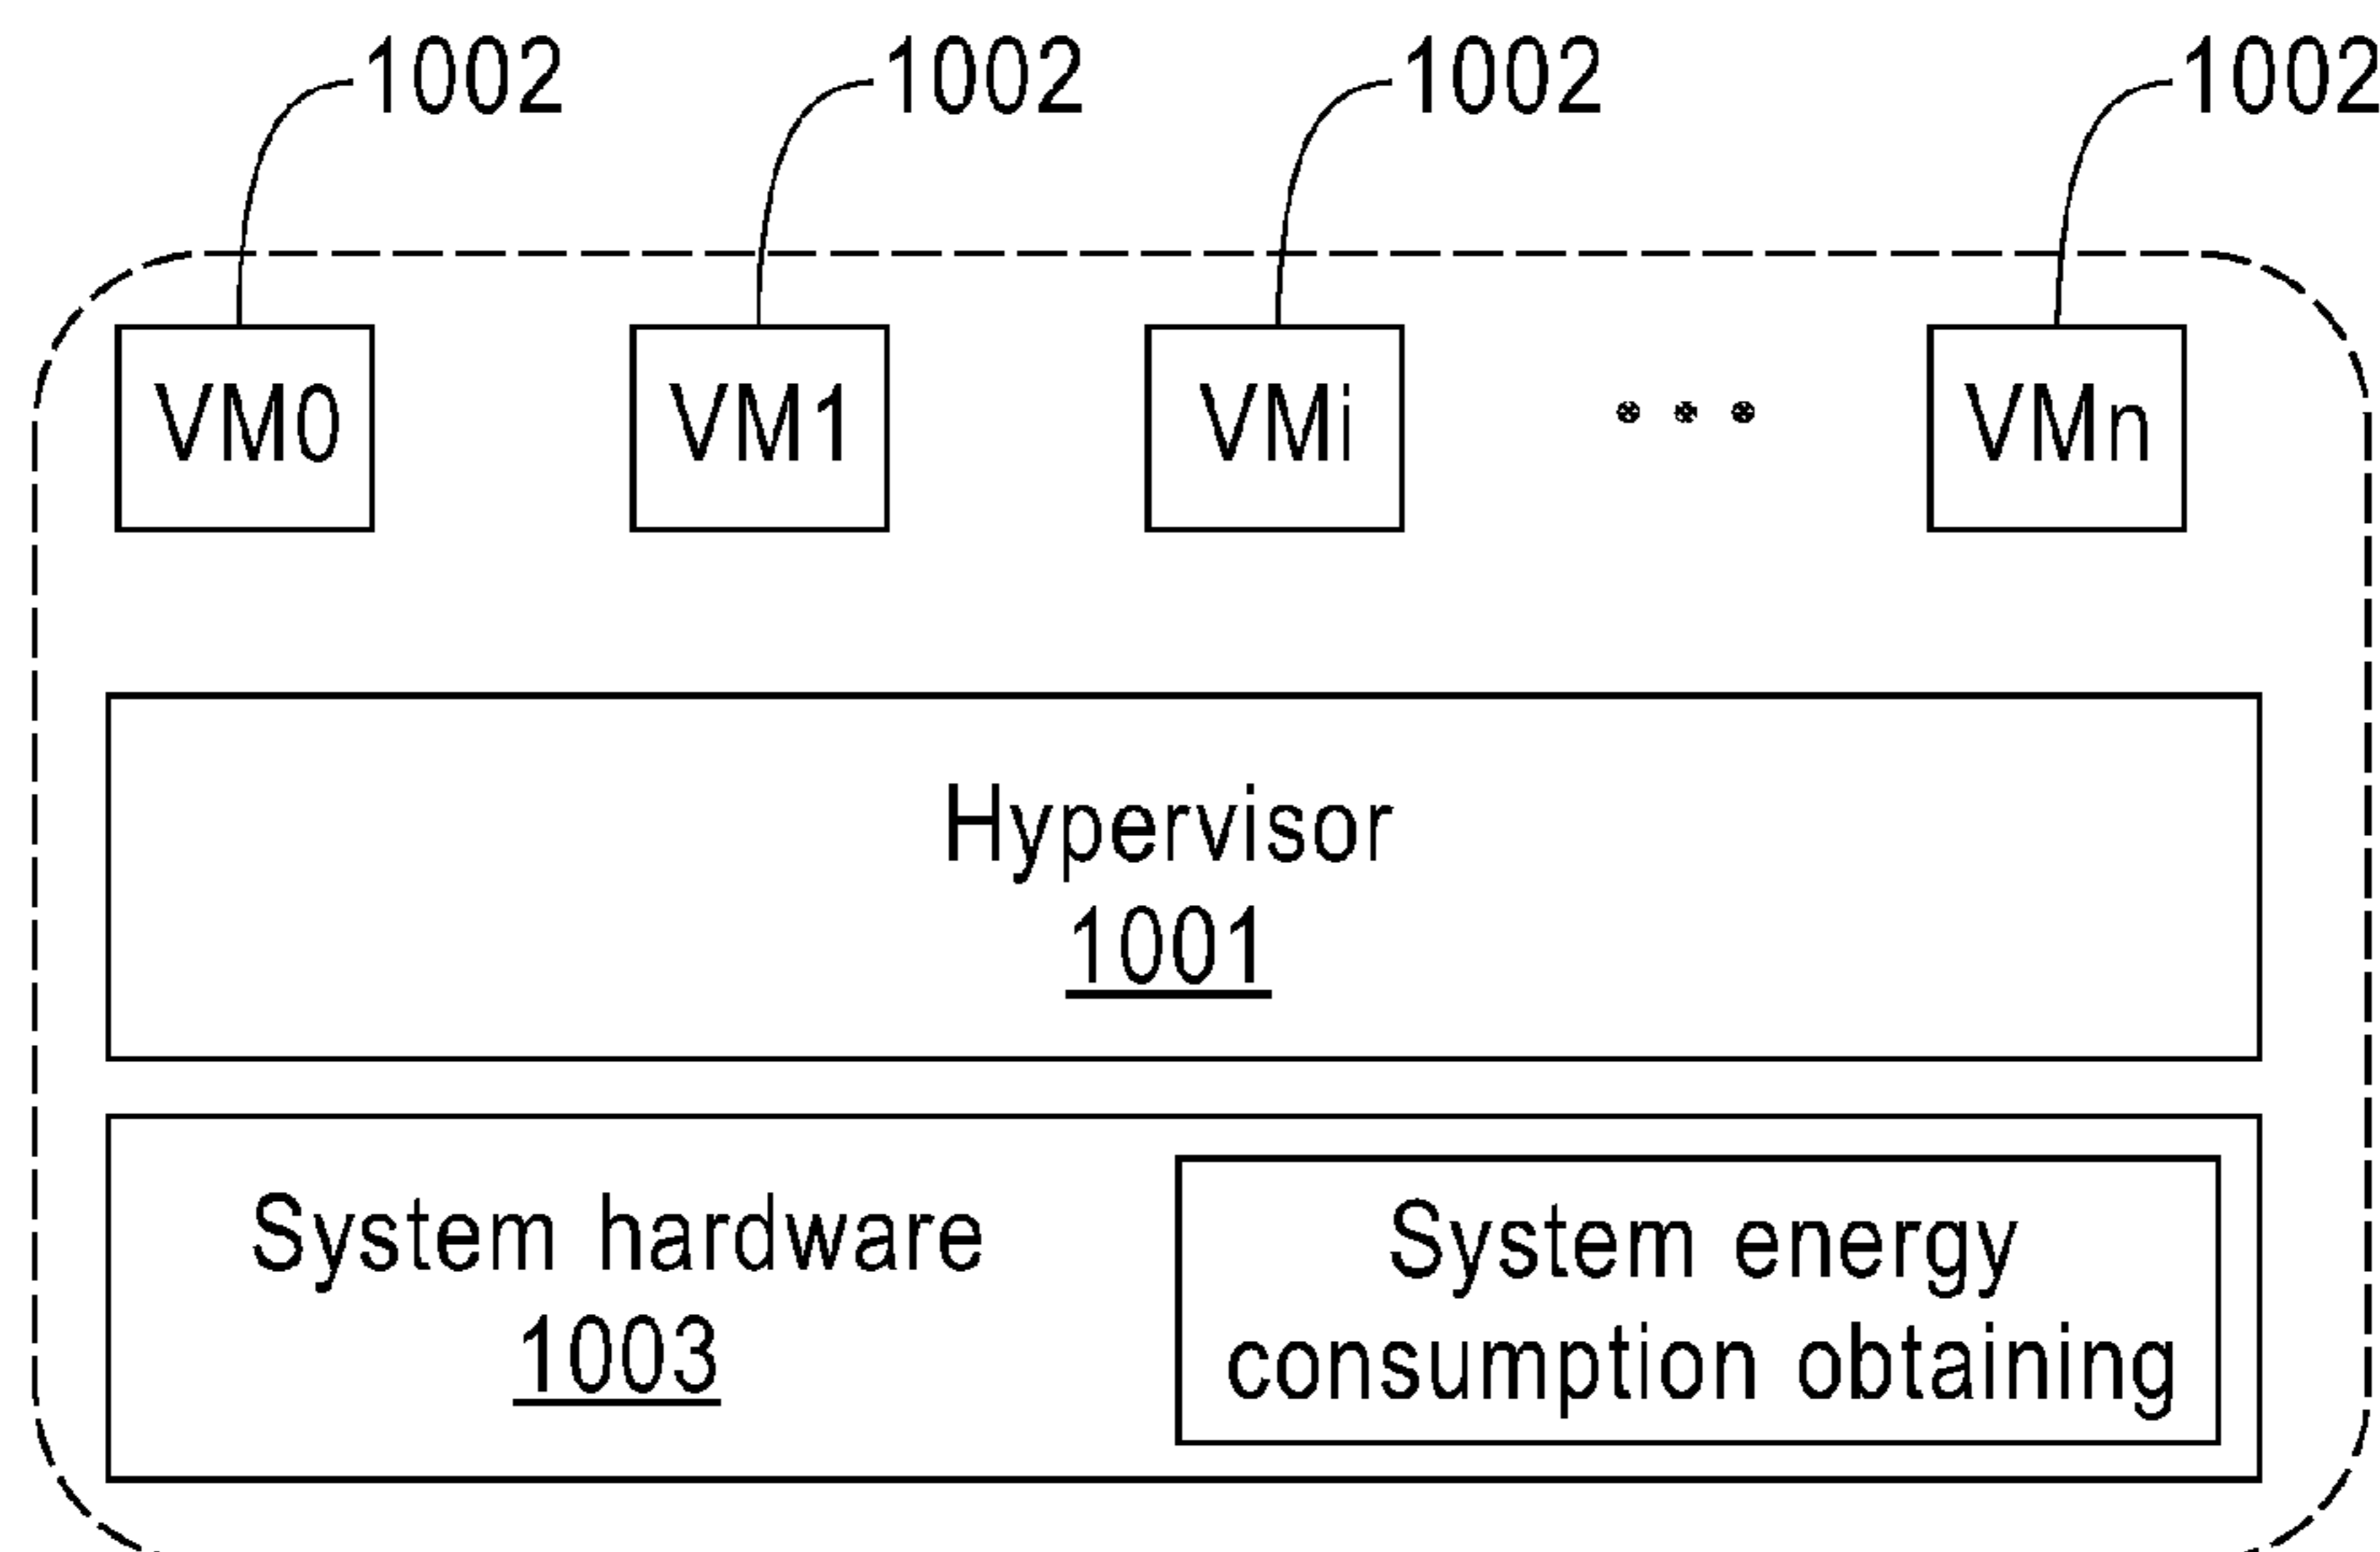 1002 1002 1002 1002
VM0 VM1 VMi ••• VMn
Hypervisor
1001
System hardware
1003
System energy
consumption obtaining